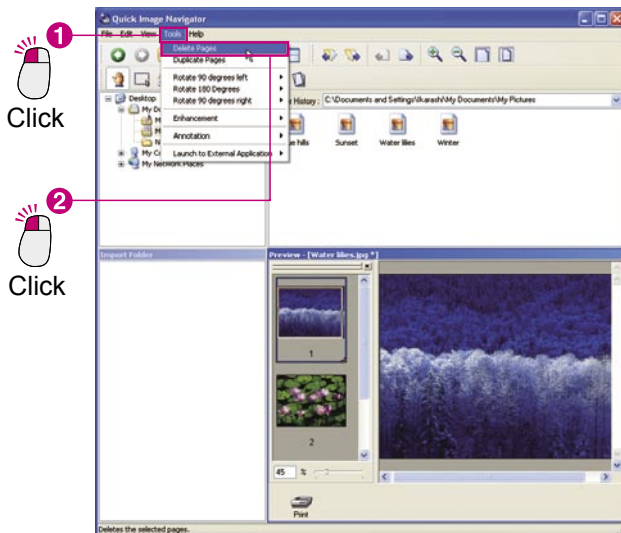 Quick Image Navigator
1
File Edit View Tools Help
Delete Pages
Duplicate Pages
Click
Rotate 90 degrees left
Rotate 180 Degrees
Rotate 90 degrees right
Enhancement
Annotation
Launch to External Application
History : C:\Documents and Settings\Ikarashi\My Documents\My Pictures
Desktop
My Network Places
hills
Sunset
Water lilies
Winter
2
Click
Import Folder
Preview - [Water lilies.jpg *]
1
2
45 %
Print
Deletes the selected pages.